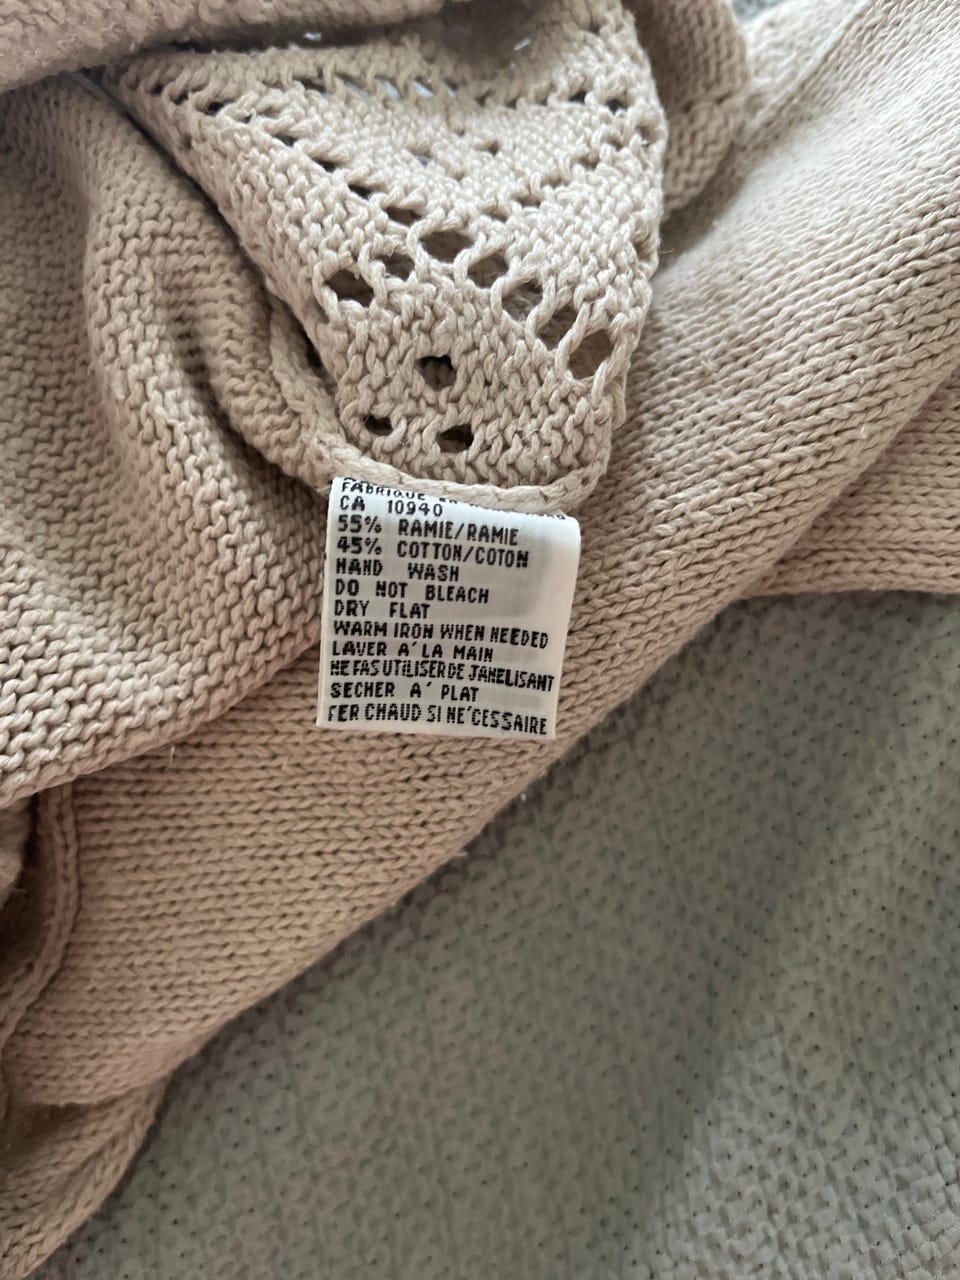 FABRIQUE
CA 10940
55% RAMIE/RAMIE
45% COTTON/COTON
HAND WASH
DO NOT BLEACH
DRY FLAT
WARM IRON WHEN NEEDED
LAVER A' LA MAIN
NE FAS UTILISER DE JANELISANT
SECHER A' PLAT
FER CHAUD SI NE'CESSAIRE